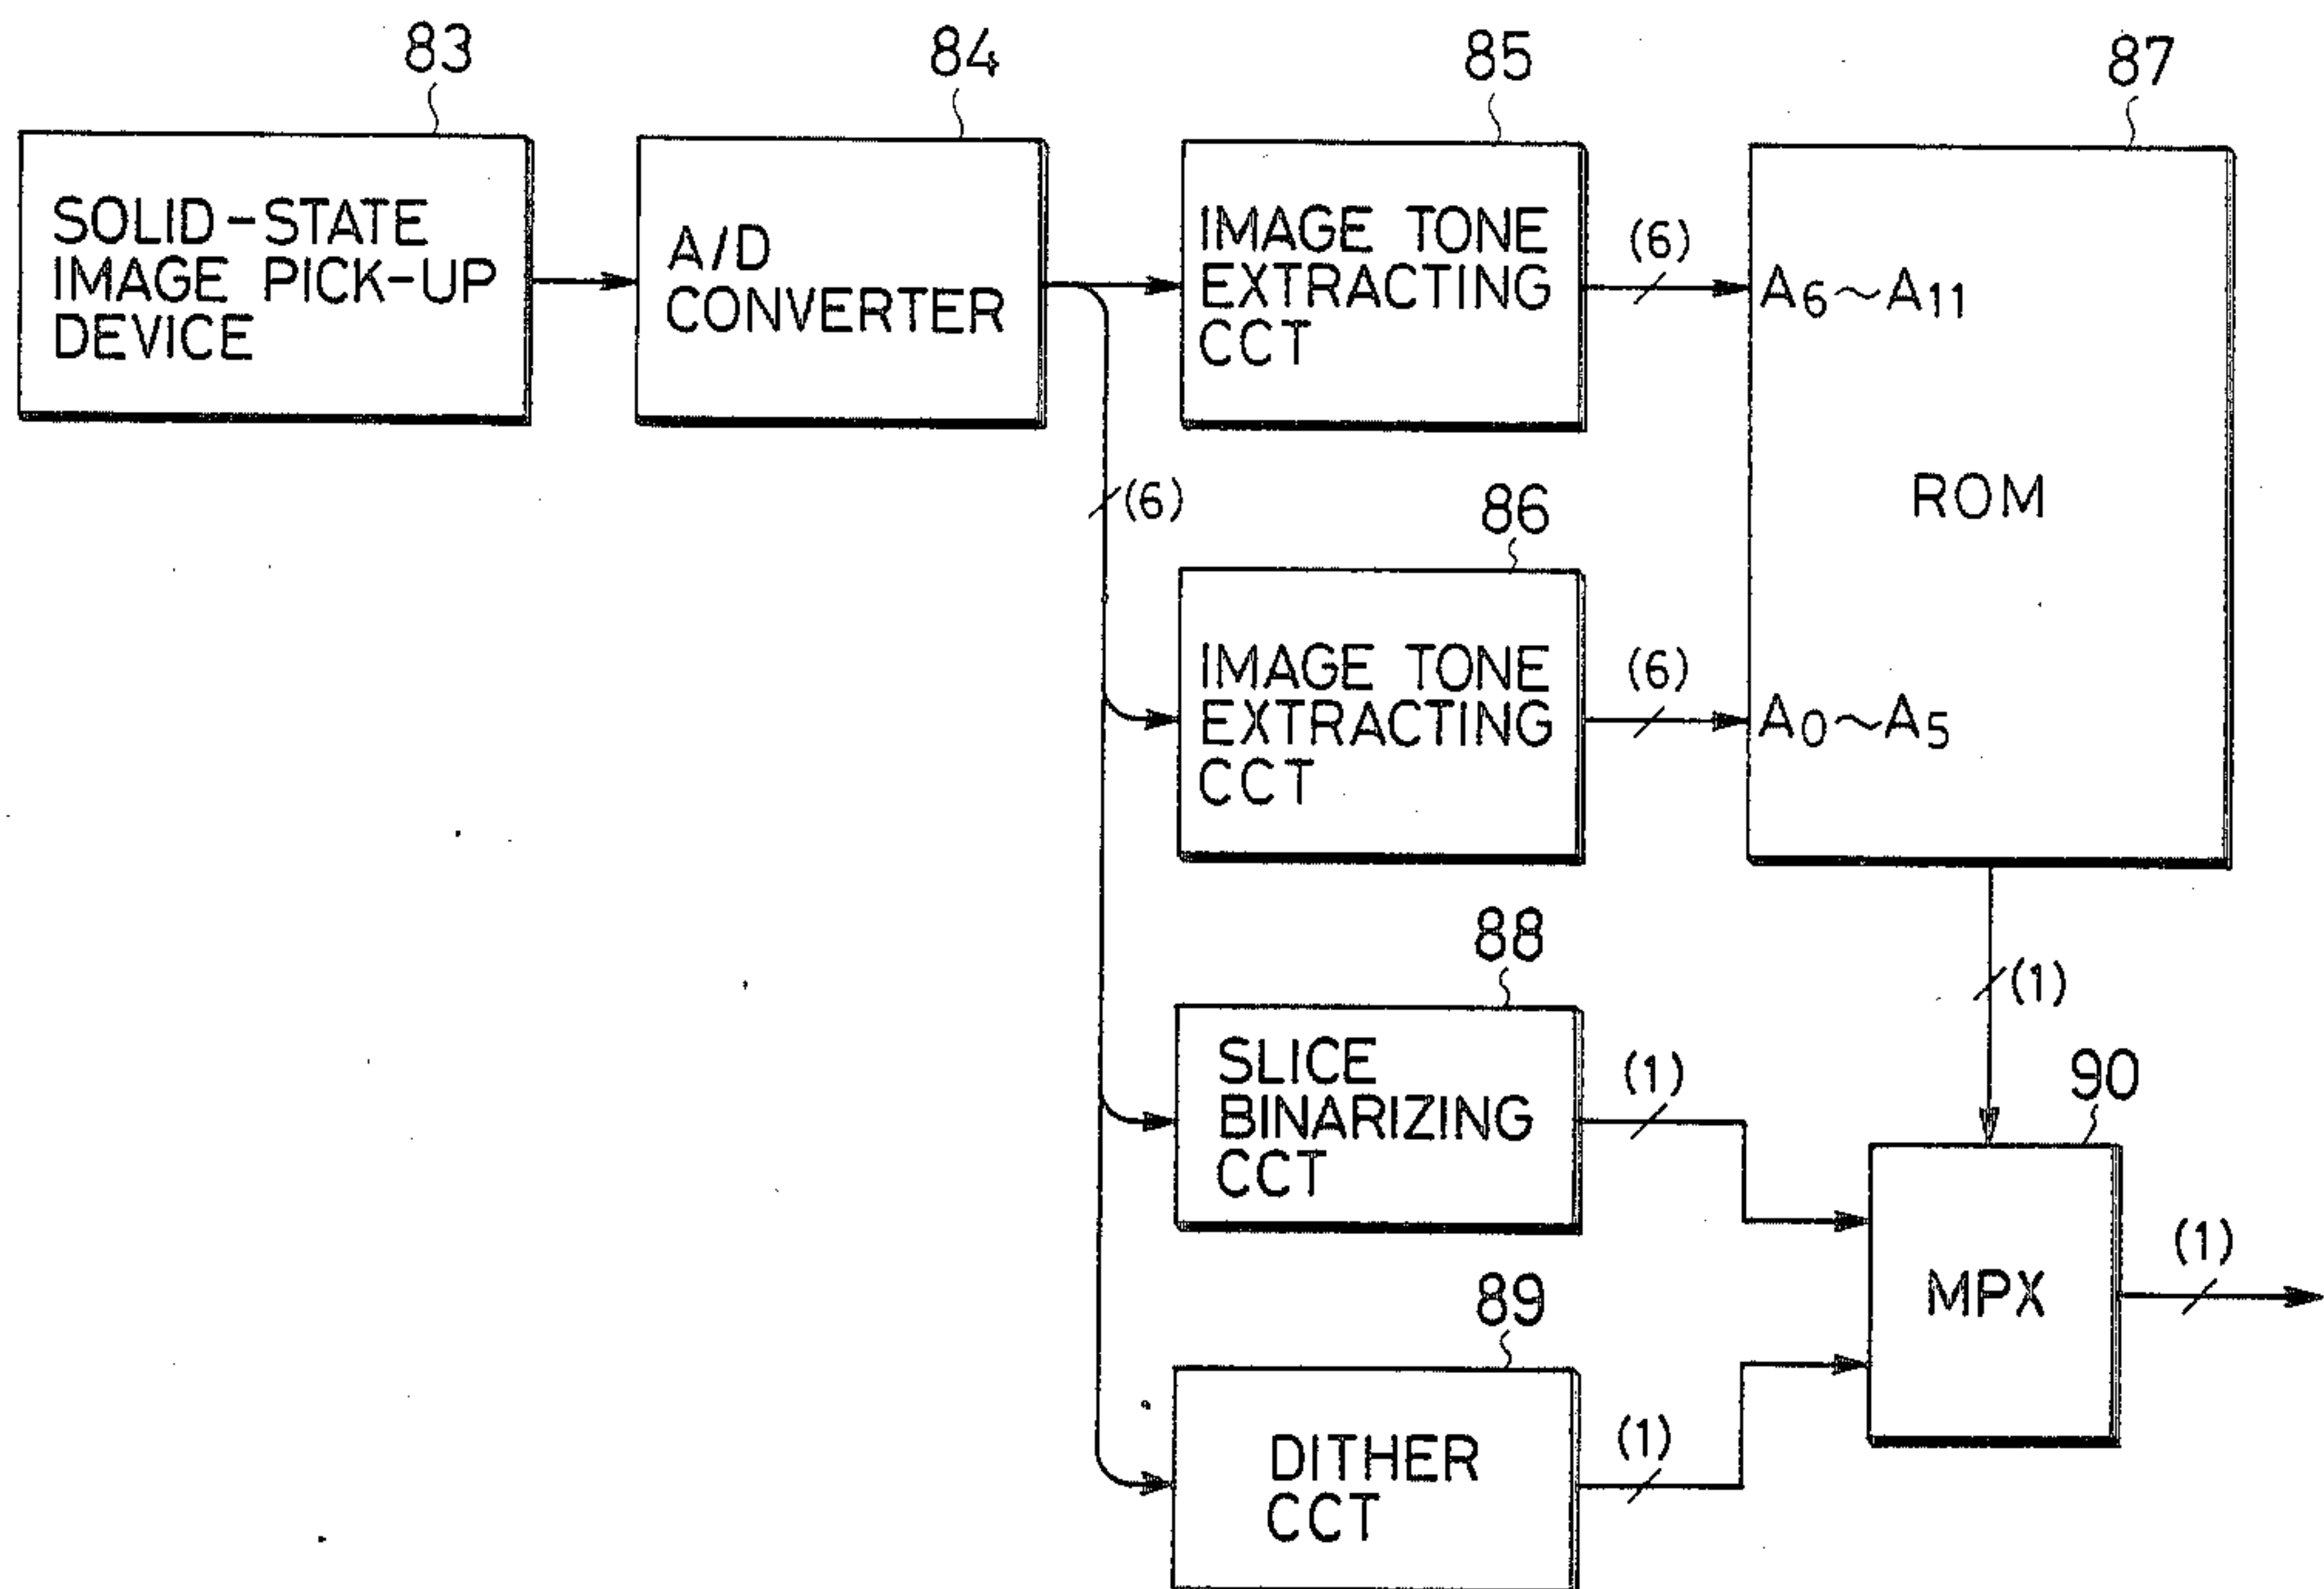 83
84
85
87
SOLID-STATE
IMAGE PICK-UP
DEVICE
A/D
CONVERTER
IMAGE TONE
EXTRACTING
CCT
(6)
A6~A11
ROM
(6)
86
IMAGE TONE
EXTRACTING
CCT
(6)
A0~A5
88
SLICE
BINARIZING
CCT
(1)
(1)
90
MPX
(1)
89
DITHER
CCT
(1)